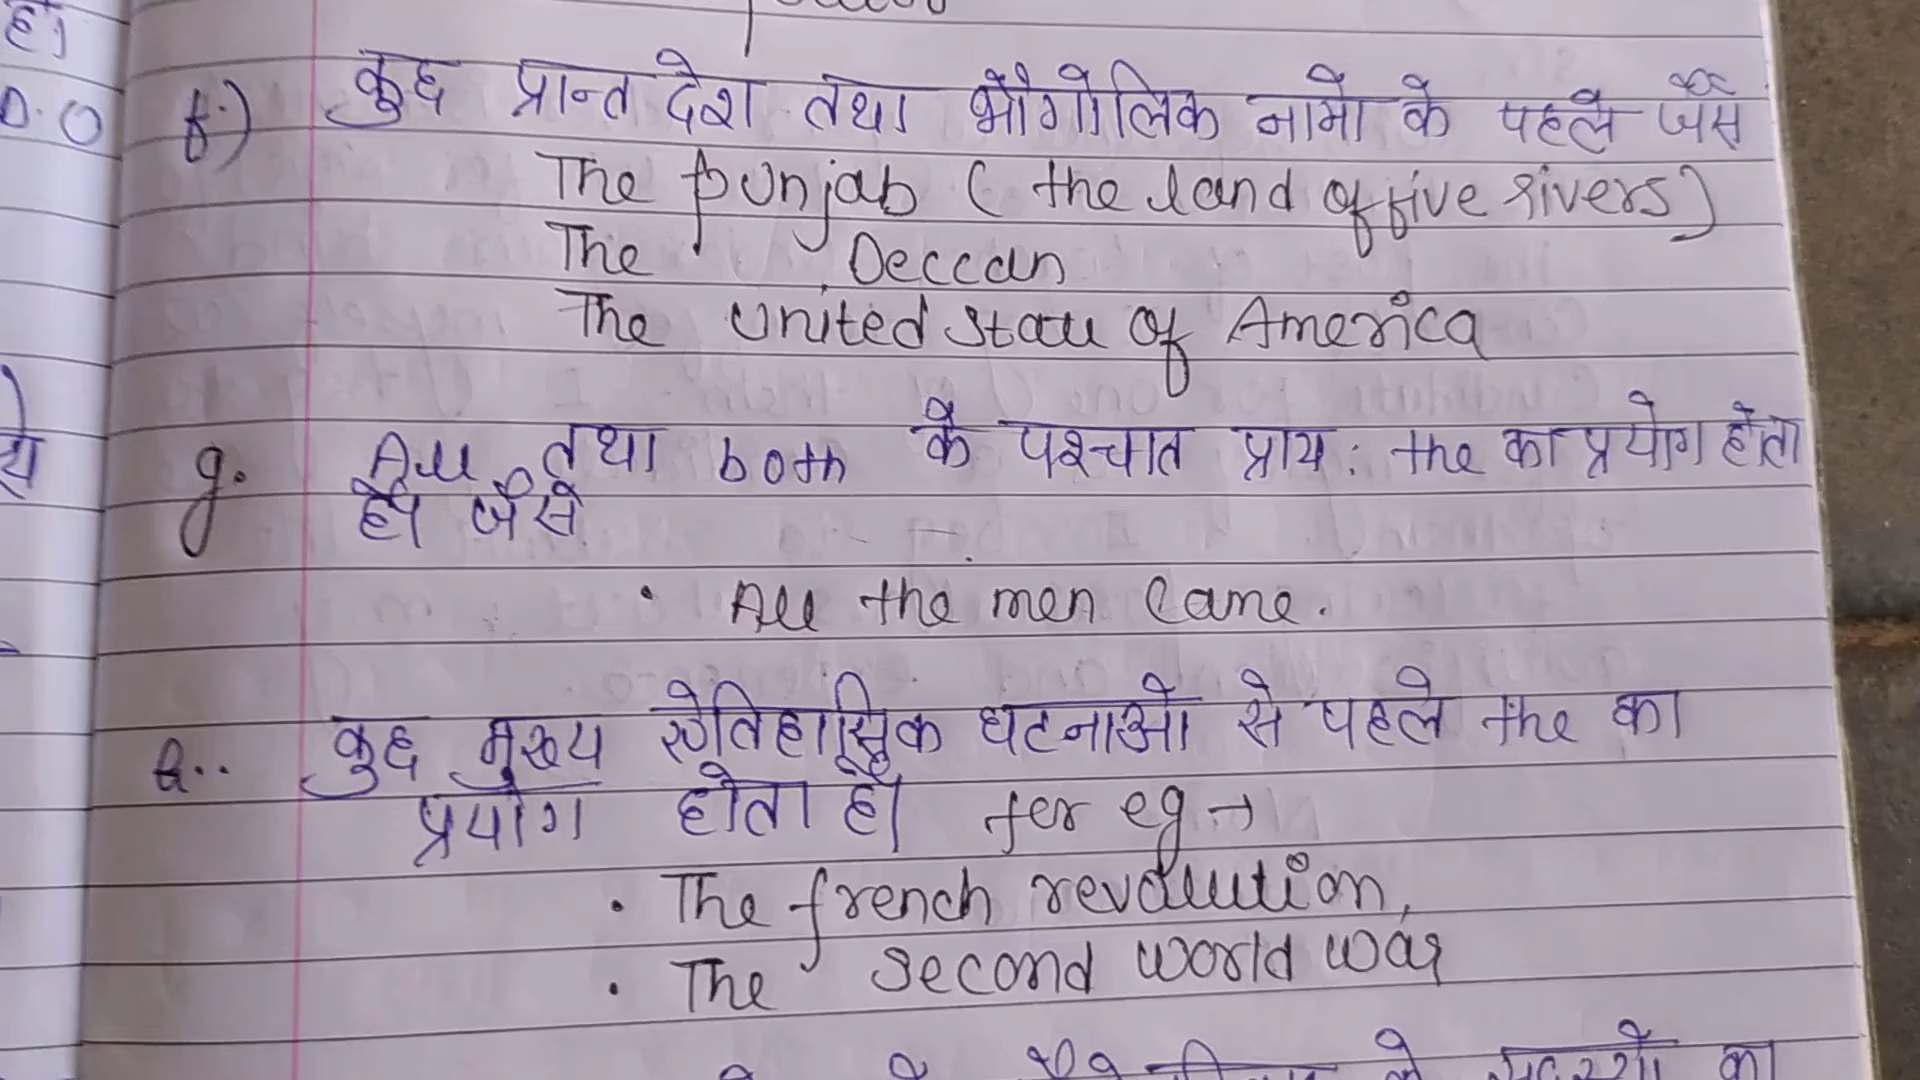 f.) कुछ प्रान्त देश तथा भौगोलिक नामो के पहले जैसे
The punjab ( the land of five rivers)
The Deccan
The United State of America
g. All तथा both के पश्चात प्राय: the का प्रयोग होता
है। जैसे
• All the men came.
कुछ मुख्य ऐतिहासिक घटनाओ से पहले the का
प्रयोग होता है। for eg →
• The french revolution,
• The second world war